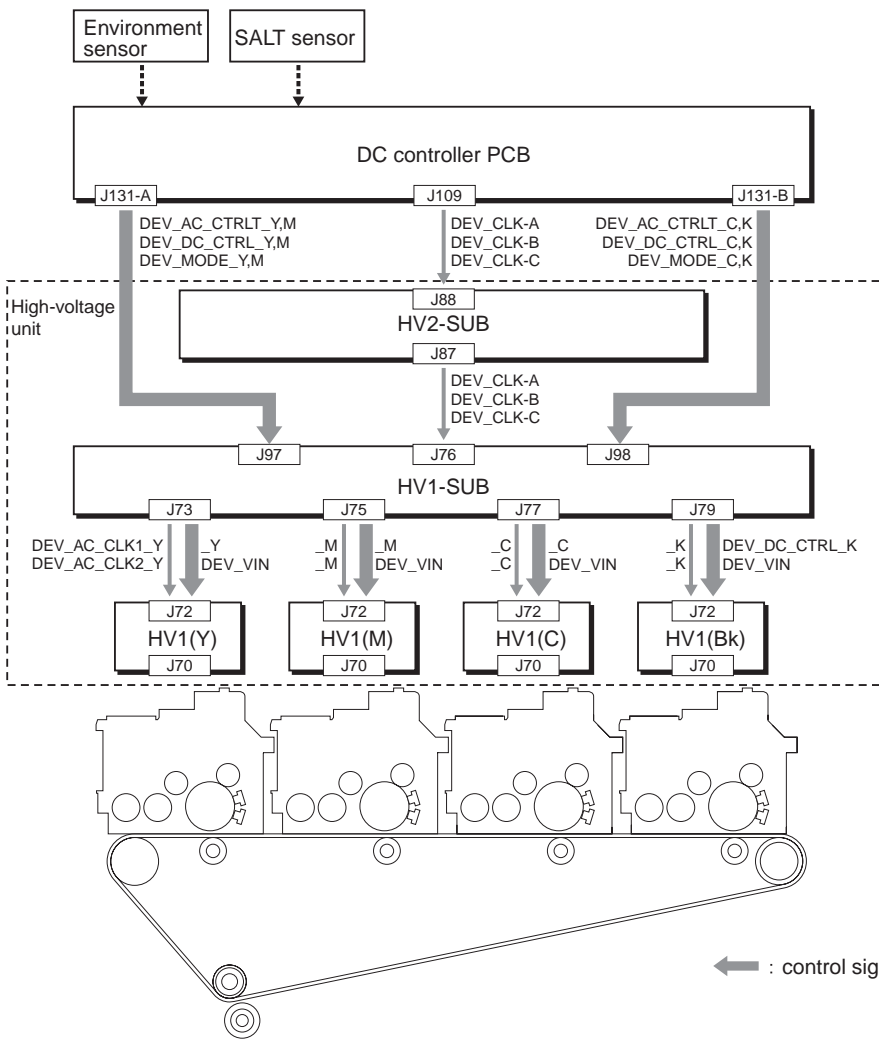 Environment
sensor
SALT sensor
DC controller PCB
J131-A
J109
J131-B
DEV_AC_CTRLT_Y,M
DEV_DC_CTRL_Y,M
DEV_MODE_Y,M
DEV_CLK-A
DEV_CLK-B
DEV_CLK-C
DEV_AC_CTRLT_C,K
DEV_DC_CTRL_C,K
DEV_MODE_C,K
High-voltage
unit
J88
HV2-SUB
J87
DEV_CLK-A
DEV_CLK-B
DEV_CLK-C
J97
J76
J98
HV1-SUB
J73
J75
J77
J79
DEV_AC_CLK1_Y
DEV_AC_CLK2_Y
_Y
DEV_VIN
_M
_M
_M
DEV_VIN
_C
_C
_C
DEV_VIN
_K
_K
DEV_DC_CTRL_K
DEV_VIN
J72
J72
J72
J72
HV1(Y)
HV1(M)
HV1(C)
HV1(Bk)
J70
J70
J70
J70
: control sig